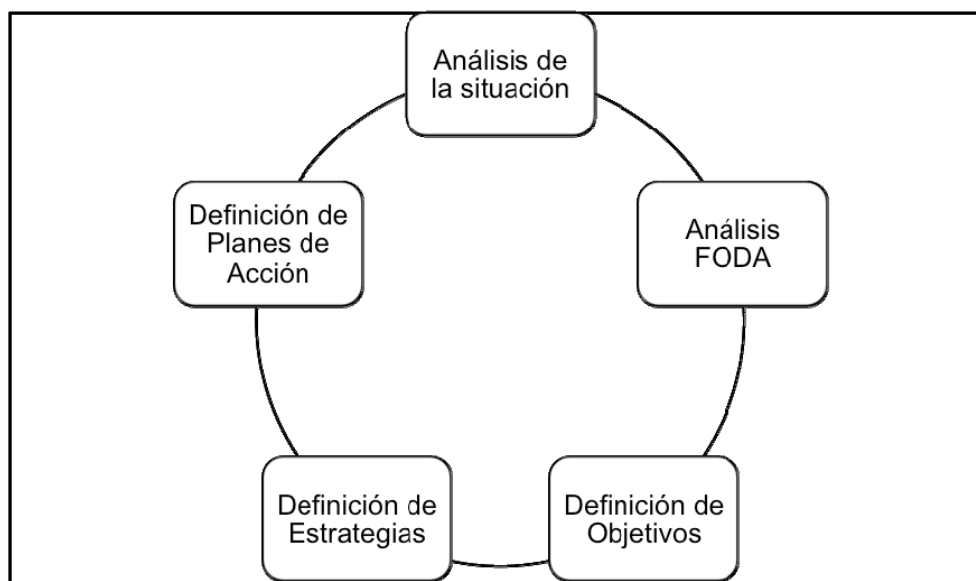 Análisis de
la situación
Análisis
FODA
Definición de
Objetivos
Definición de
Estrategias
Definición de
Planes de
Acción